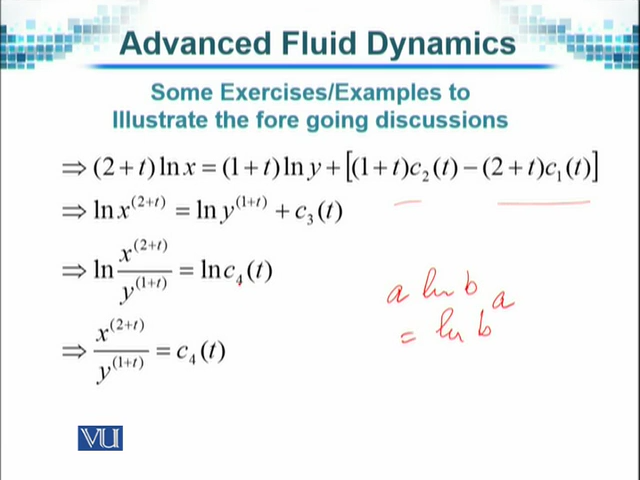 Advanced Fluid Dynamics
Some Exercises/Examples to
Illustrate the fore going discussions
⇒ (2+t) ln x = (1+t) ln y + [(1+t)c₂(t) − (2+t)c₁(t)]
⇒ ln x^(2+t) = ln y^(1+t) + c₃(t)
⇒ ln x^(2+t) / y^(1+t) = ln c₄(t)
⇒ x^(2+t) / y^(1+t) = c₄(t)
a ln b
= ln b^a
VU